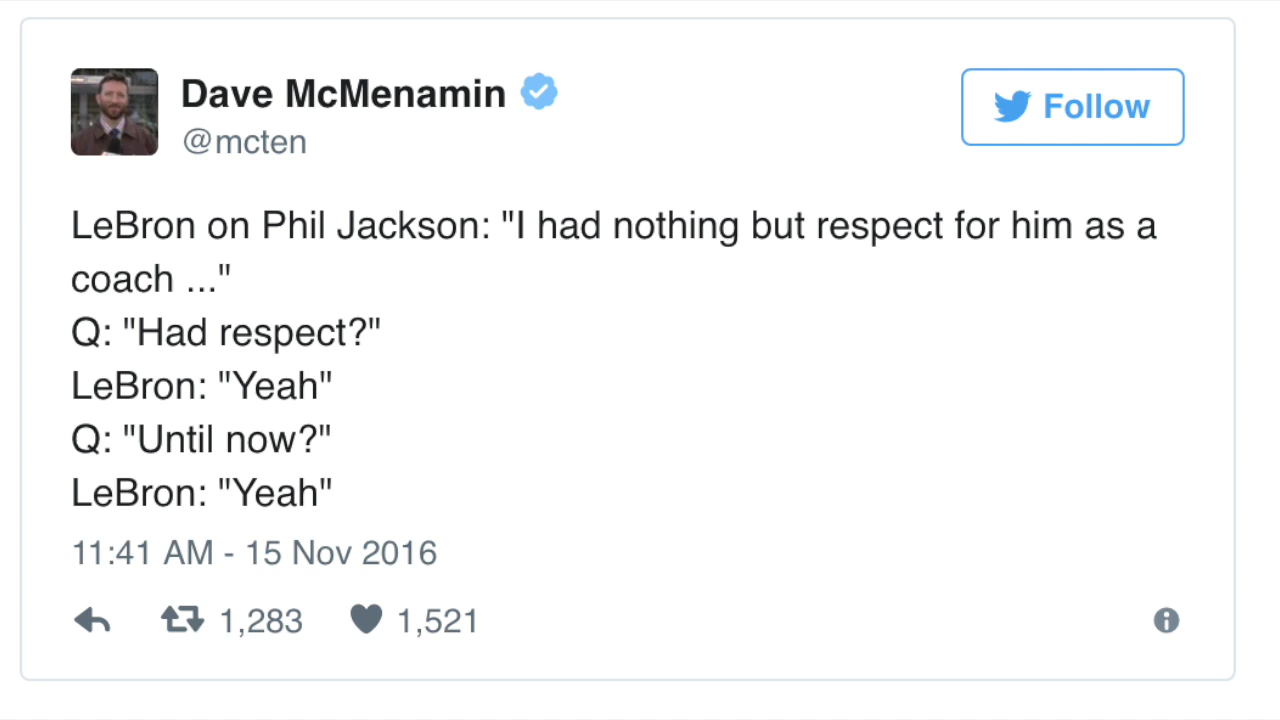 Dave McMenamin
@mcten
Follow
LeBron on Phil Jackson: "I had nothing but respect for him as a
coach ..."
Q: "Had respect?"
LeBron: "Yeah"
Q: "Until now?"
LeBron: "Yeah"
11:41 AM - 15 Nov 2016
1,283 1,521